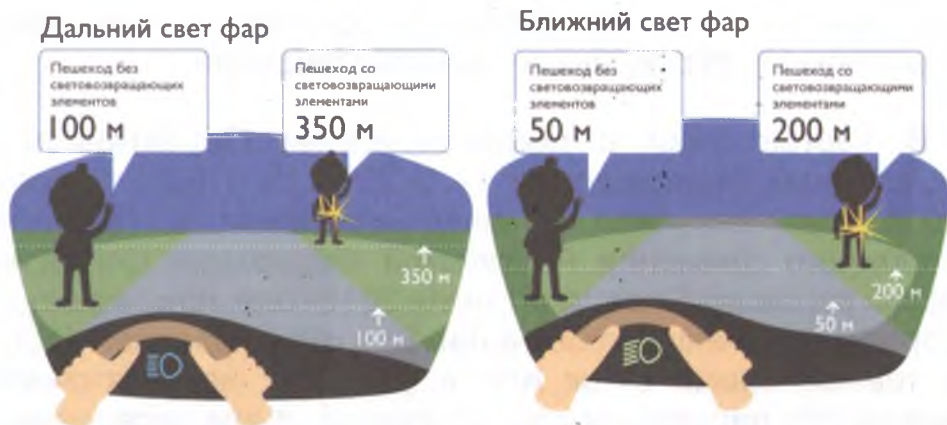 Дальний свет фар
Пешеход без
световозвращающих
элементов
100 м
Пешеход со
световозвращающими
элементами
350 м
350 м
100 м
Ближний свет фар
Пешеход без
световозвращающих
элементов
50 м
Пешеход со
световозвращающими
элементами
200 м
200 м
50 м